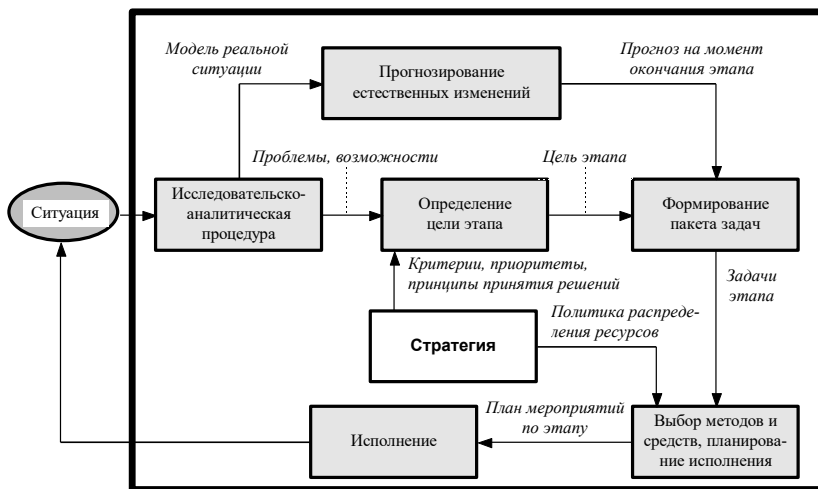 Модель реальной
ситуации
Прогнозирование
естественных изменений
Прогноз на момент
окончания этапа
Проблемы, возможности
Цель этапа
Ситуация
Исследовательско-
аналитическая
процедура
Определение
цели этапа
Формирование
пакета задач
Критерии, приоритеты,
принципы принятия решений
Задачи
этапа
Стратегия
Политика распреде-
ления ресурсов
Исполнение
План мероприятий
по этапу
Выбор методов и
средств, планирова-
ние исполнения